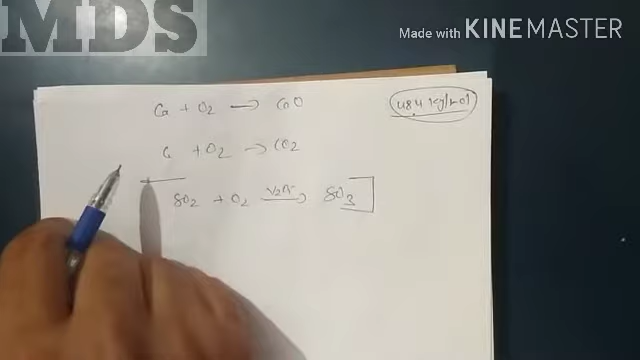 MDS
Made with KINEMASTER
Ca + O2 → CaO
C + O2 → CO2
SO2 + O2 → SO3